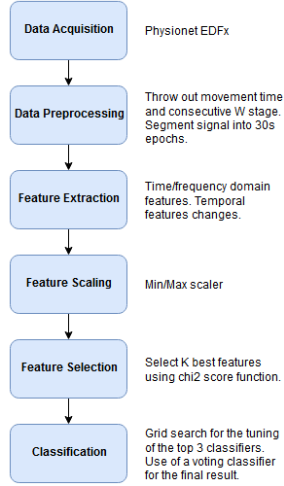 Data Acquisition
Physionet EDFx
Data Preprocessing
Throw out movement time
and consecutive W stage.
Segment signal into 30s
epochs.
Feature Extraction
Time/frequency domain
features. Temporal
features changes.
Feature Scaling
Min/Max scaler
Feature Selection
Select K best features
using chi2 score function.
Classification
Grid search for the tuning
of the top 3 classifiers.
Use of a voting classifier
for the final result.